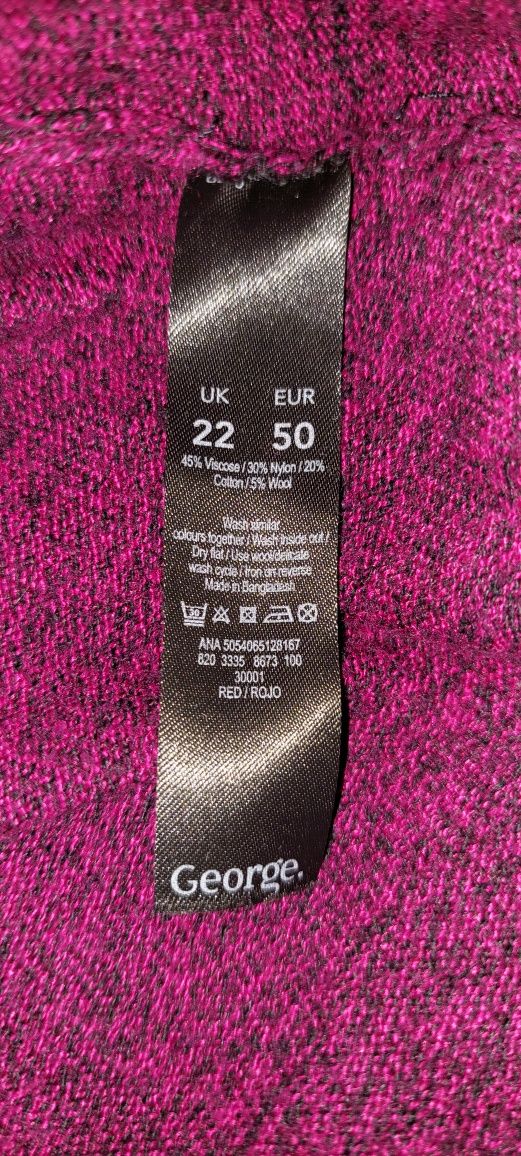 UK EUR
22 50
45% Viscose / 30% Nylon / 20%
Cotton / 5% Wool
Wash similar
colours together / Wash inside out /
Dry flat / Use wool/delicate
wash cycle / Iron on reverse
Made in Bangladesh
30
ANA 5054065128167
820 3335 8673 100
30001
RED / ROJO
George.